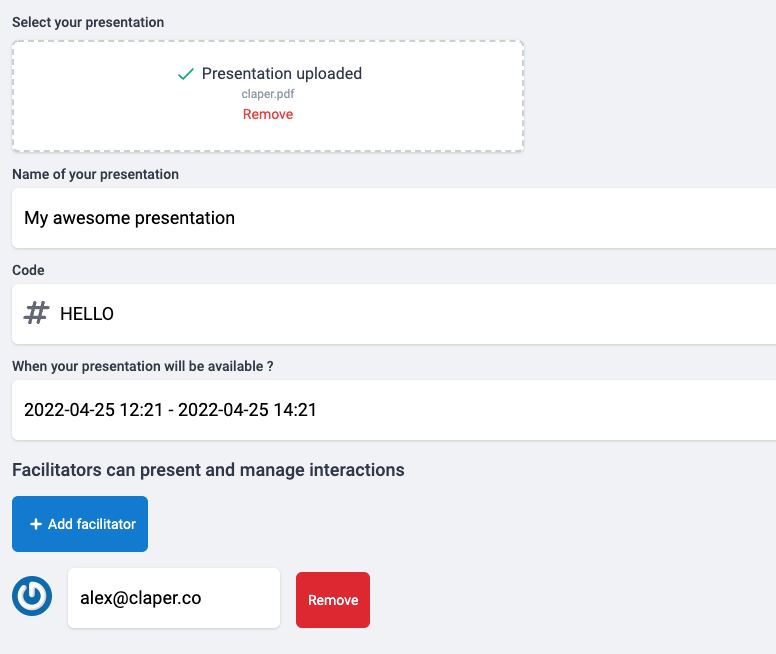 Select your presentation
Presentation uploaded
claper.pdf
Remove
Name of your presentation
My awesome presentation
Code
# HELLO
When your presentation will be available ?
2022-04-25 12:21 - 2022-04-25 14:21
Facilitators can present and manage interactions
+ Add facilitator
alex@claper.co
Remove